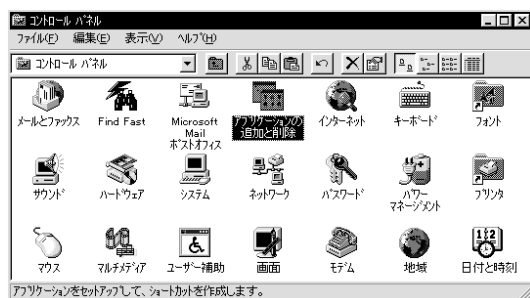 コントロール パネル
ファイル(F) 編集(E) 表示(V) ヘルプ(H)
コントロール パネル
メールとファックス
Find Fast
Microsoft
Mail
ポストオフィス
アプリケーションの
追加と削除
インターネット
キーボード
フォント
サウンド
ハードウェア
システム
ネットワーク
パスワード
パワー
マネージメント
プリンタ
マウス
マルチメディア
ユーザー補助
画面
モデム
地域
日付と時刻
アプリケーションをセットアップして、ショートカットを作成します。